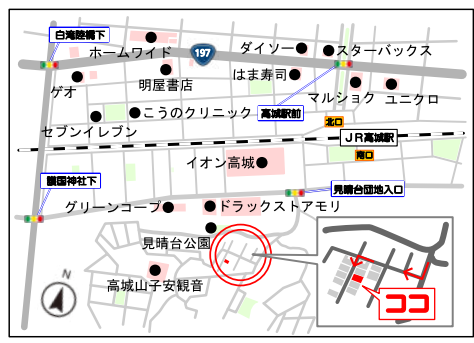 白滝陸橋下
ホームワイド
197
ダイソー
スターバックス
ゲオ
明屋書店
はま寿司
マルショク
ユニクロ
セブンイレブン
こうのクリニック
高城駅前
北口
JR高城駅
南口
イオン高城
護国神社下
見晴台団地入口
グリーンコープ
ドラックストアモリ
見晴台公園
高城山子安観音
N
ココ